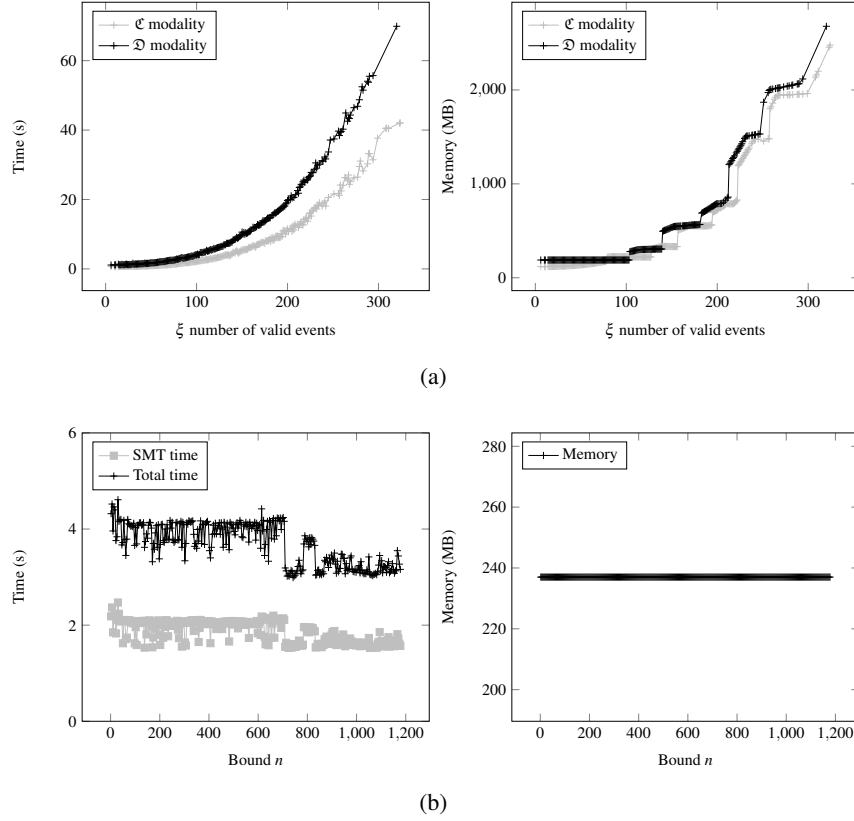 ℭ modality
𝔇 modality
60
40
20
0
Time (s)
0
100
200
300
ξ number of valid events
ℭ modality
𝔇 modality
2,000
1,000
0
Memory (MB)
0
100
200
300
ξ number of valid events
(a)
SMT time
Total time
6
4
2
0
Time (s)
0
200
400
600
800
1,000
1,200
Bound n
Memory
280
260
240
220
200
Memory (MB)
0
200
400
600
800
1,000
1,200
Bound n
(b)